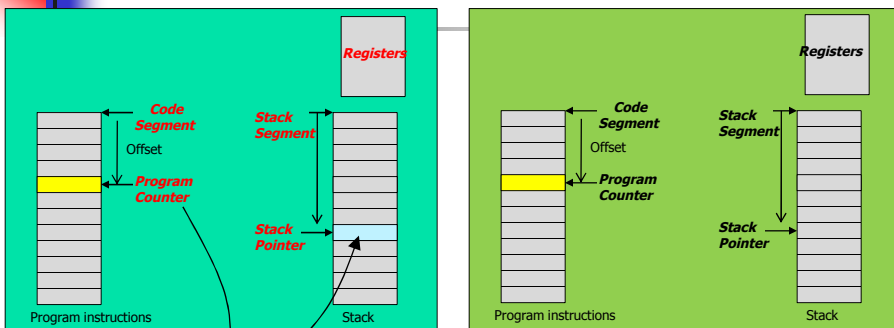 Registers
Code
Segment
Stack
Segment
Offset
Program
Counter
Stack
Pointer
Program instructions
Stack
Registers
Code
Segment
Stack
Segment
Offset
Program
Counter
Stack
Pointer
Program instructions
Stack